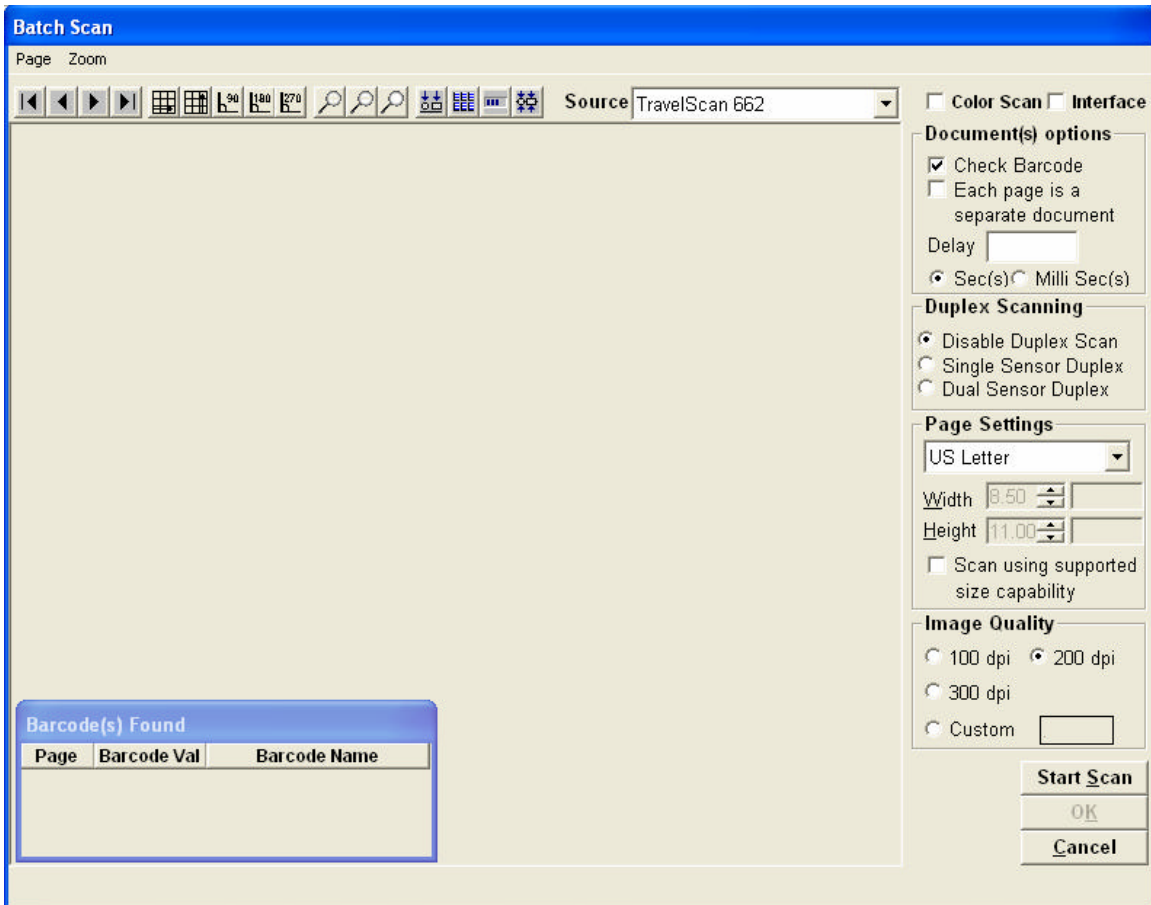 Batch Scan
Page Zoom
90 180 270 Source TravelScan 662
Color Scan Interface
Document(s) options
Check Barcode
Each page is a
separate document
Delay
Sec(s) Milli Sec(s)
Duplex Scanning
Disable Duplex Scan
Single Sensor Duplex
Dual Sensor Duplex
Page Settings
US Letter
Width 8.50
Height 11.00
Scan using supported
size capability
Image Quality
100 dpi 200 dpi
300 dpi
Custom
Barcode(s) Found
Page Barcode Val Barcode Name
Start Scan
OK
Cancel